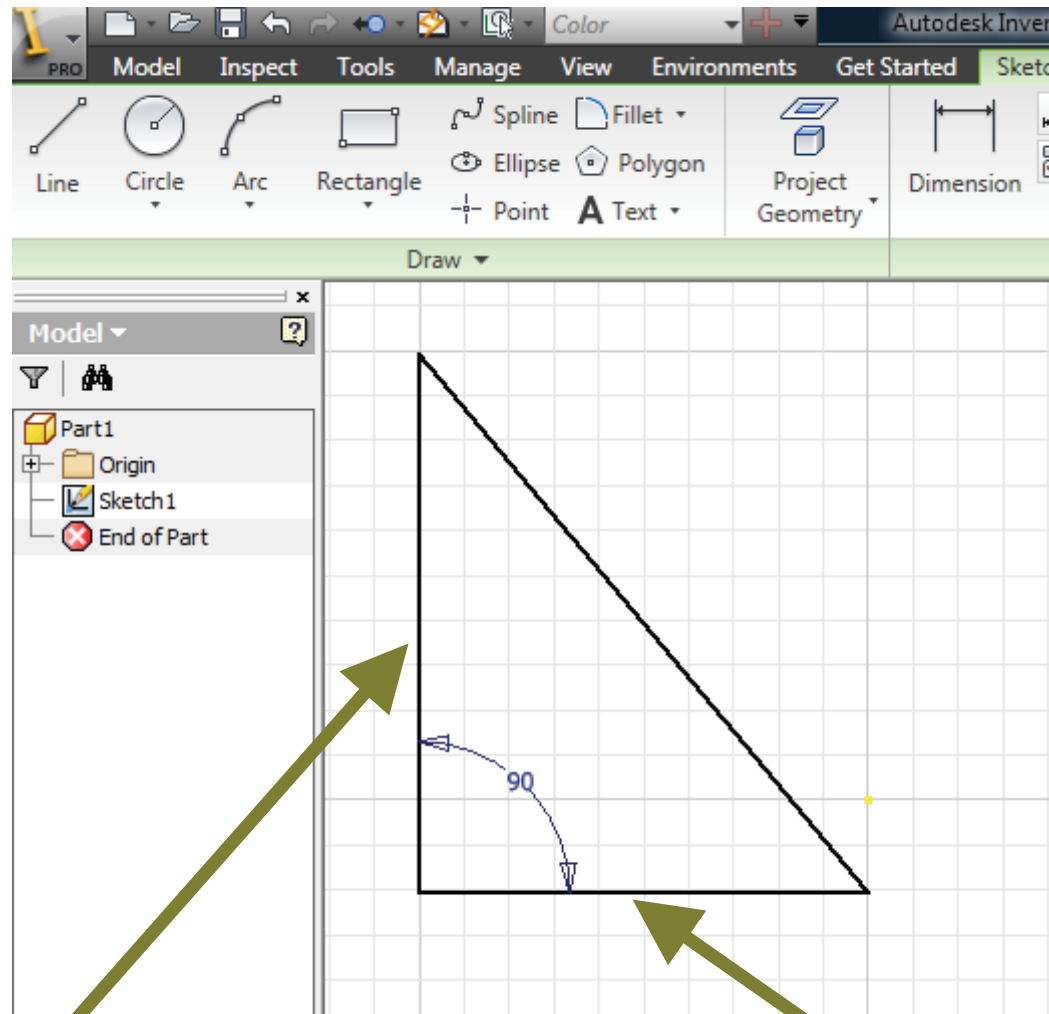 Color Autodesk Inver
PRO Model Inspect Tools Manage View Environments Get Started Sketc
Line Circle Arc Rectangle Spline Fillet
Ellipse Polygon
Point A Text
Project
Geometry
Dimension
Draw
Model
Part1
Origin
Sketch1
End of Part
90